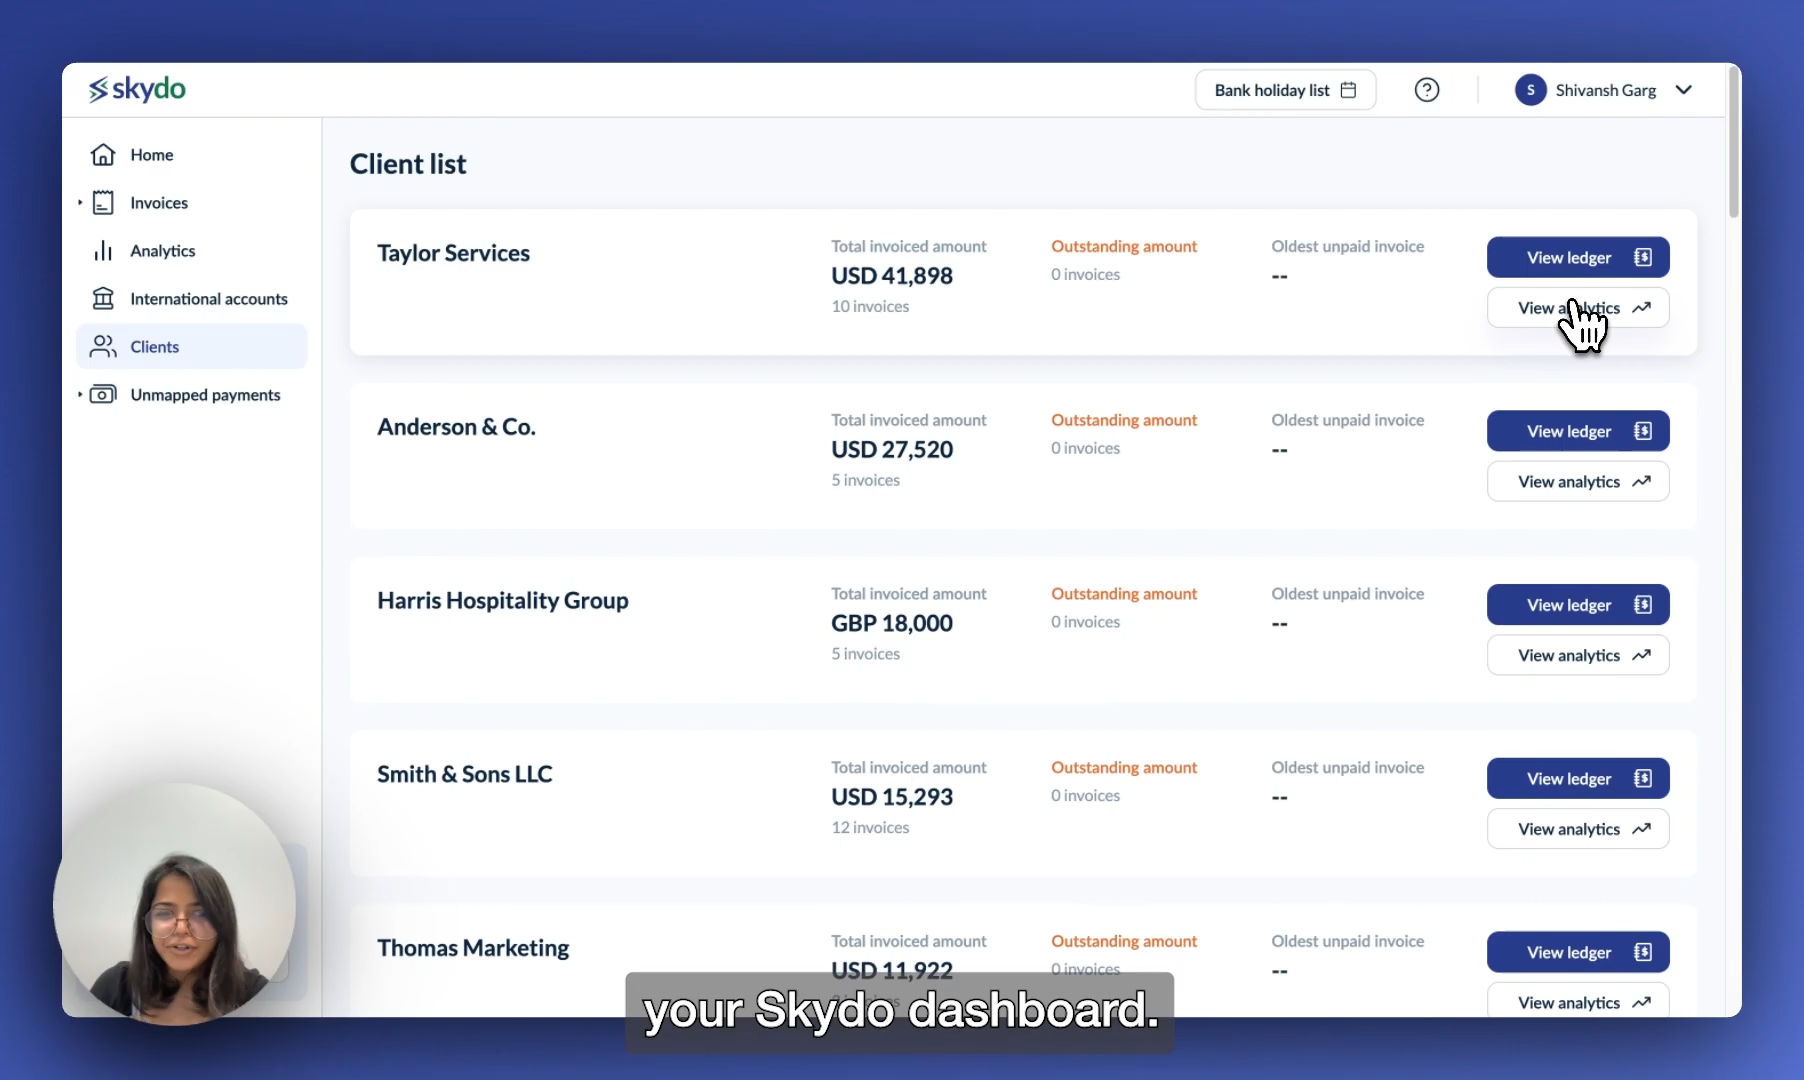 skydo
Bank holiday list
?
S
Shivansh Garg
Home
Invoices
Analytics
International accounts
Clients
Unmapped payments
Client list
Taylor Services
Total invoiced amount
USD 41,898
10 invoices
Outstanding amount
0 invoices
Oldest unpaid invoice
--
View ledger
View analytics
Anderson & Co.
Total invoiced amount
USD 27,520
5 invoices
Outstanding amount
0 invoices
Oldest unpaid invoice
--
View ledger
View analytics
Harris Hospitality Group
Total invoiced amount
GBP 18,000
5 invoices
Outstanding amount
0 invoices
Oldest unpaid invoice
--
View ledger
View analytics
Smith & Sons LLC
Total invoiced amount
USD 15,293
12 invoices
Outstanding amount
0 invoices
Oldest unpaid invoice
--
View ledger
View analytics
Thomas Marketing
Total invoiced amount
USD 11,922
Outstanding amount
0 invoices
Oldest unpaid invoice
--
View ledger
View analytics
your Skydo dashboard.